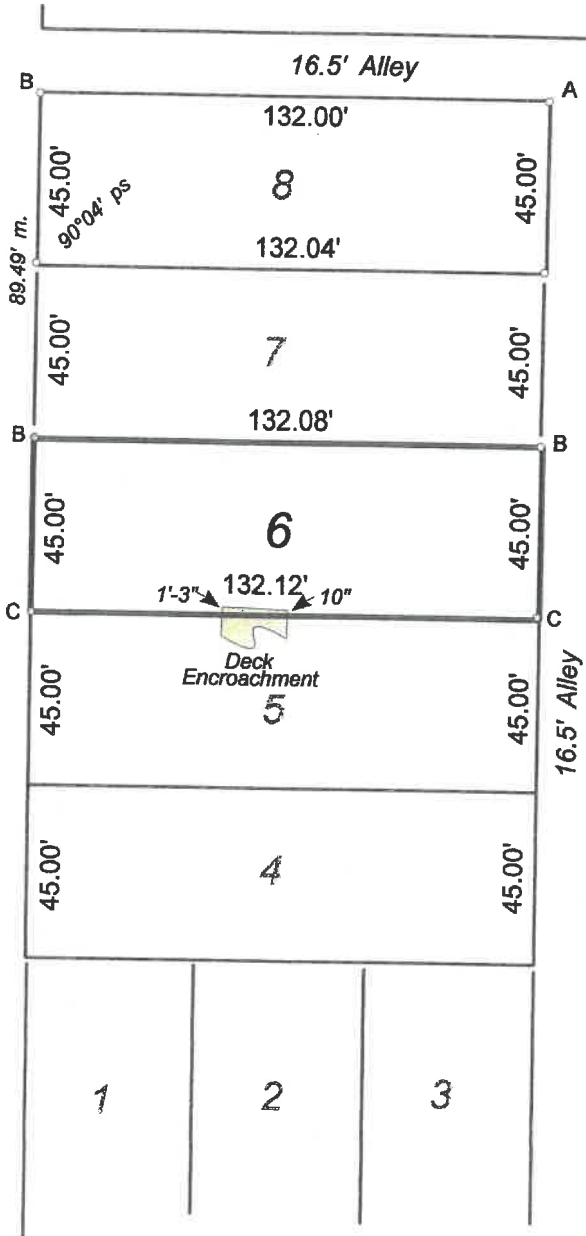 16.5' Alley
B
A
132.00'
45.00'
8
45.00'
90°04' ps
89.49' m.
132.04'
45.00'
7
45.00'
B
132.08'
B
45.00'
6
45.00'
1'-3"
132.12'
10"
C
C
Deck
Encroachment
45.00'
5
45.00'
16.5' Alley
45.00'
4
45.00'
1
2
3